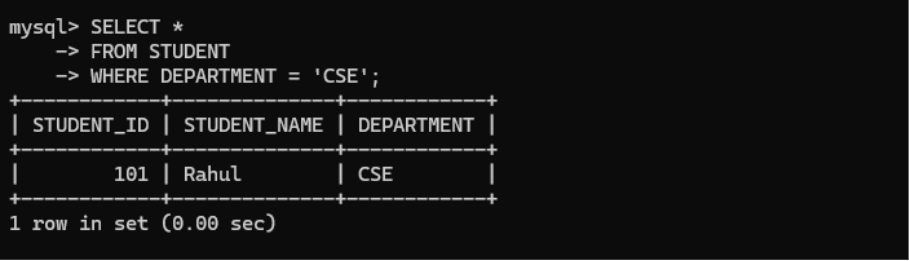 mysql> SELECT *
    -> FROM STUDENT
    -> WHERE DEPARTMENT = 'CSE';
+------------+--------------+------------+
| STUDENT_ID | STUDENT_NAME | DEPARTMENT |
+------------+--------------+------------+
|        101 | Rahul        | CSE        |
+------------+--------------+------------+
1 row in set (0.00 sec)